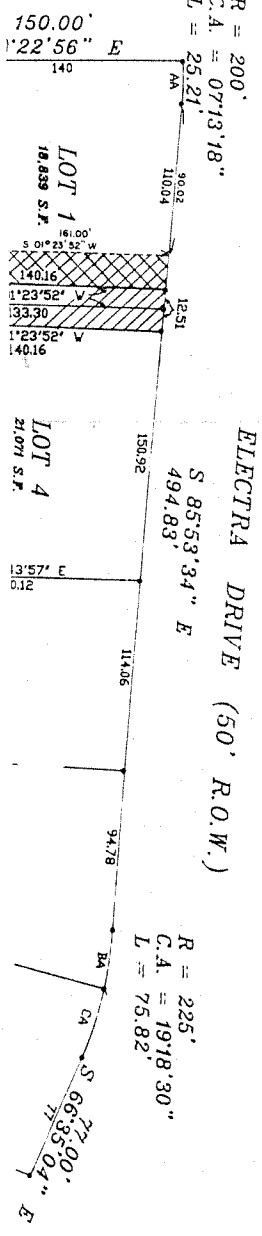 R = 200'
C.A. = 07°13'18"
L = 25.21'
150.00'
1°22'56" E
140
AA
90.02
110.04
LOT 1
18,839 S.F.
161.00'
S 01°23'52" W
140.16
1°23'52" W
133.30
1°23'52" W
140.16
12.51
ELECTRA DRIVE (50' R.O.W.)
S 85°53'34" E
494.83'
150.92
LOT 4
21,071 S.F.
13'57" E
0.12
114.06
94.78
R = 225'
C.A. = 19°18'30"
L = 75.82'
BA
CA
77.00'
S 66°35'04" E
77